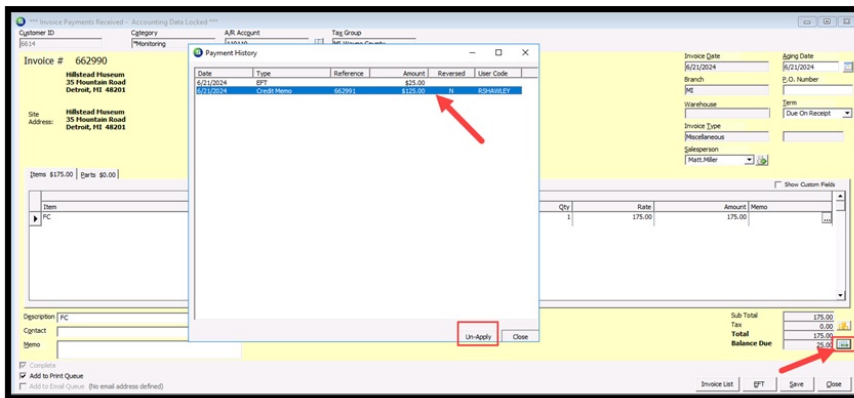 *** Invoice Payments Received - Accounting Data Locked ***
Customer ID
Category
A/R Account
Tax Group
6614
"Monitoring
Invoice # 662990
Hillstead Museum
35 Mountain Road
Detroit, MI 48201
Site Address:
Hillstead Museum
35 Mountain Road
Detroit, MI 48201
Payment History
Date Type Reference Amount Reversed User Code
6/21/2024 EFT $25.00
6/21/2024 Credit Memo 662991 $125.00 N RSHAWLEY
Un-Apply
Close
Invoice Date
Aging Date
6/21/2024
6/21/2024
Branch
P.O. Number
MI
Warehouse
Term
Due On Receipt
Invoice Type
Miscellaneous
Salesperson
Matt.Miller
Items $175.00
Parts $0.00
Show Custom Fields
Item Qty Rate Amount Memo
FC 1 175.00 175.00
Description FC
Contact
Memo
Sub Total 175.00
Tax 0.00
Total 175.00
Balance Due 25.00
Complete
Add to Print Queue
Add to Email Queue (No email address defined)
Invoice List
EFT
Save
Close